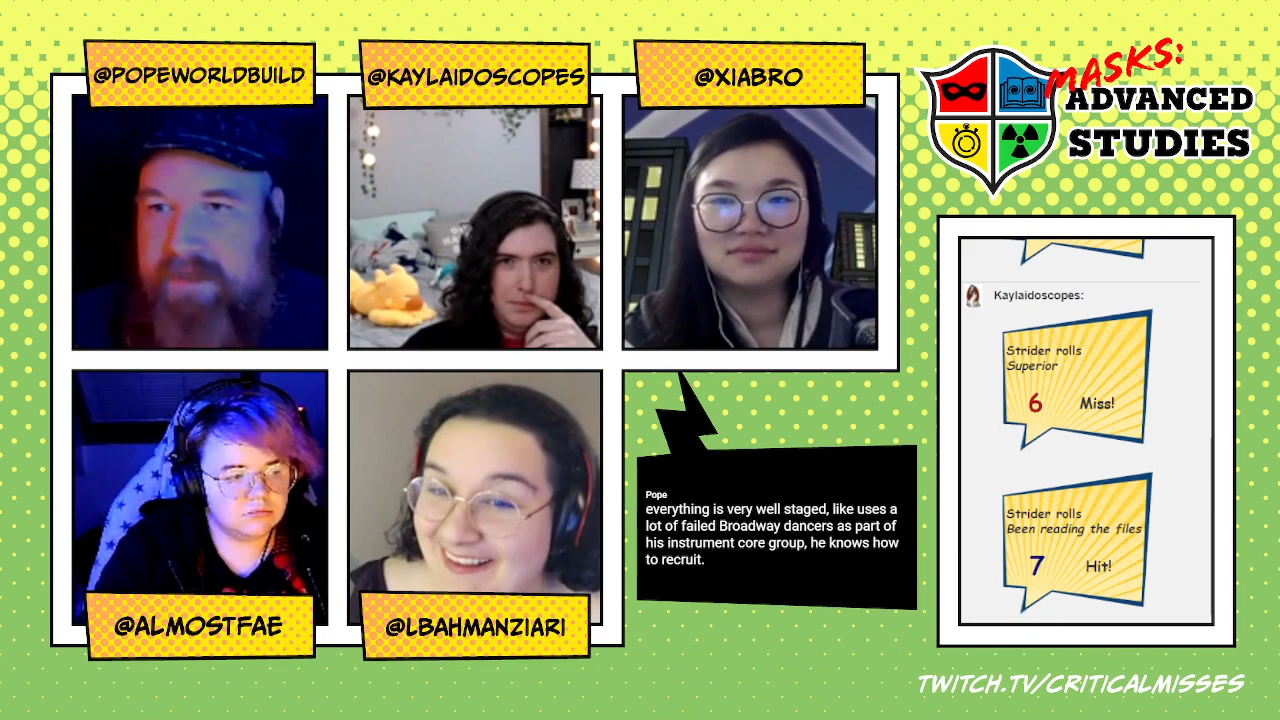 @POPEWORLDBUILD
@KAYLAIDOSCOPES
@XIABRO
MASKS:
ADVANCED
STUDIES
Kaylaidoscopes:
Strider rolls
Superior
6 Miss!
Strider rolls
Been reading the files
7 Hit!
Pope
everything is very well staged, like uses a
lot of failed Broadway dancers as part of
his instrument core group, he knows how
to recruit.
@ALMOSTFAE
@LBAHMANZIARI
TWITCH.TV/CRITICALMISSES